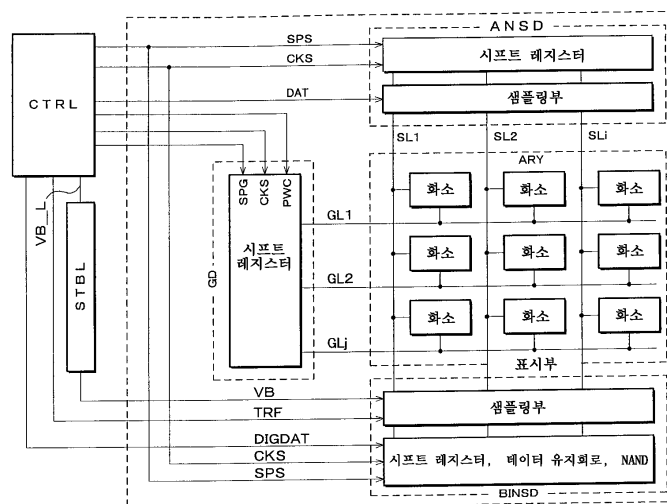 ANSD
SPS
시프트 레지스터
CKS
CTRL
DAT
샘플링부
SL1
SL2
SLi
ARY
SPG
CKS
PWC
VB_L
화소
화소
화소
GL1
시프트
레지스터
GD
STBL
화소
화소
화소
GL2
화소
화소
화소
GLj
표시부
VB
샘플링부
TRF
DIGDAT
CKS
시프트 레지스터, 데이터 유지회로, NAND
SPS
BINSD